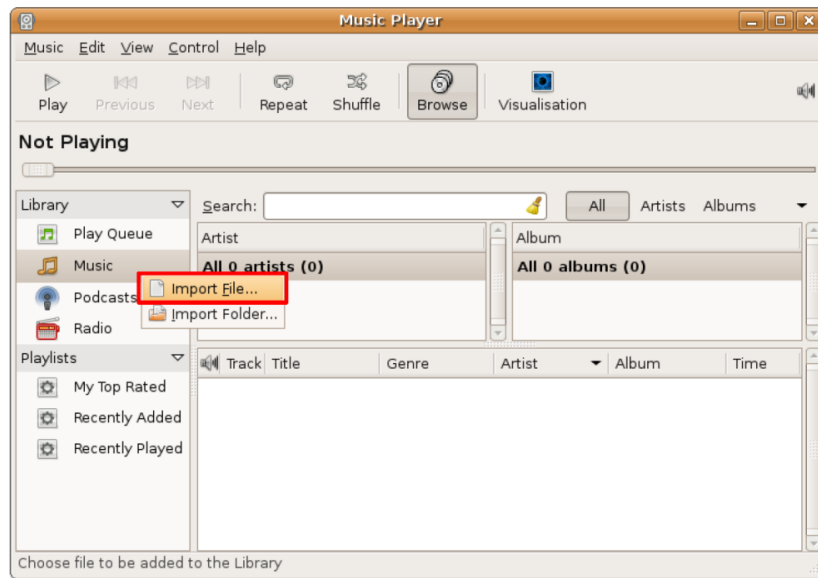 Music Player
Music Edit View Control Help
Play Previous Next Repeat Shuffle Browse Visualisation
Not Playing
Library
Play Queue
Music
Podcasts
Radio
Playlists
My Top Rated
Recently Added
Recently Played
Search: All Artists Albums
Artist Album
All 0 artists (0) All 0 albums (0)
Import File...
Import Folder...
Track Title Genre Artist Album Time
Choose file to be added to the Library